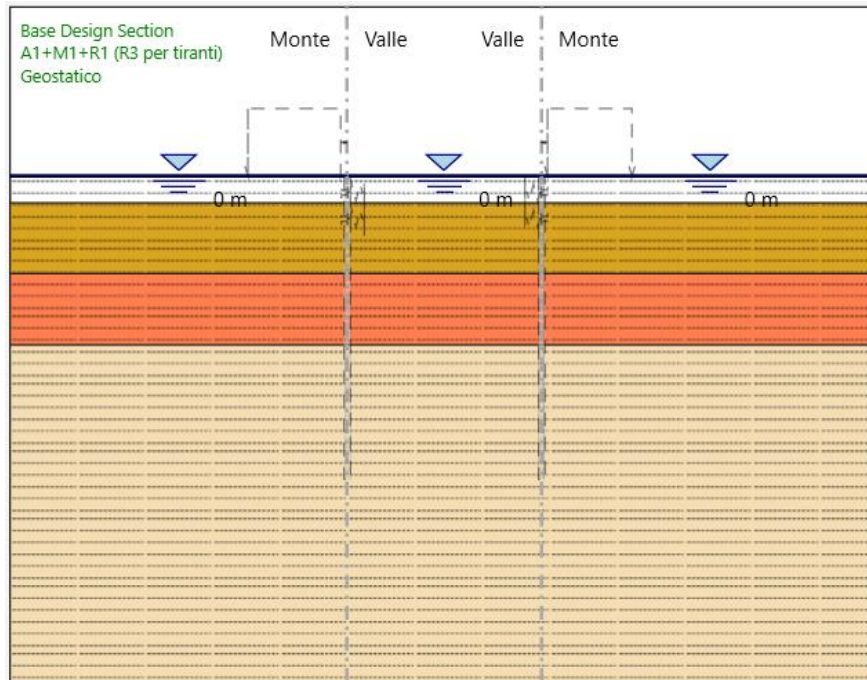 Base Design Section
A1+M1+R1 (R3 per tiranti)
Geostatico
Monte Valle Valle Monte
0 m 0 m 0 m